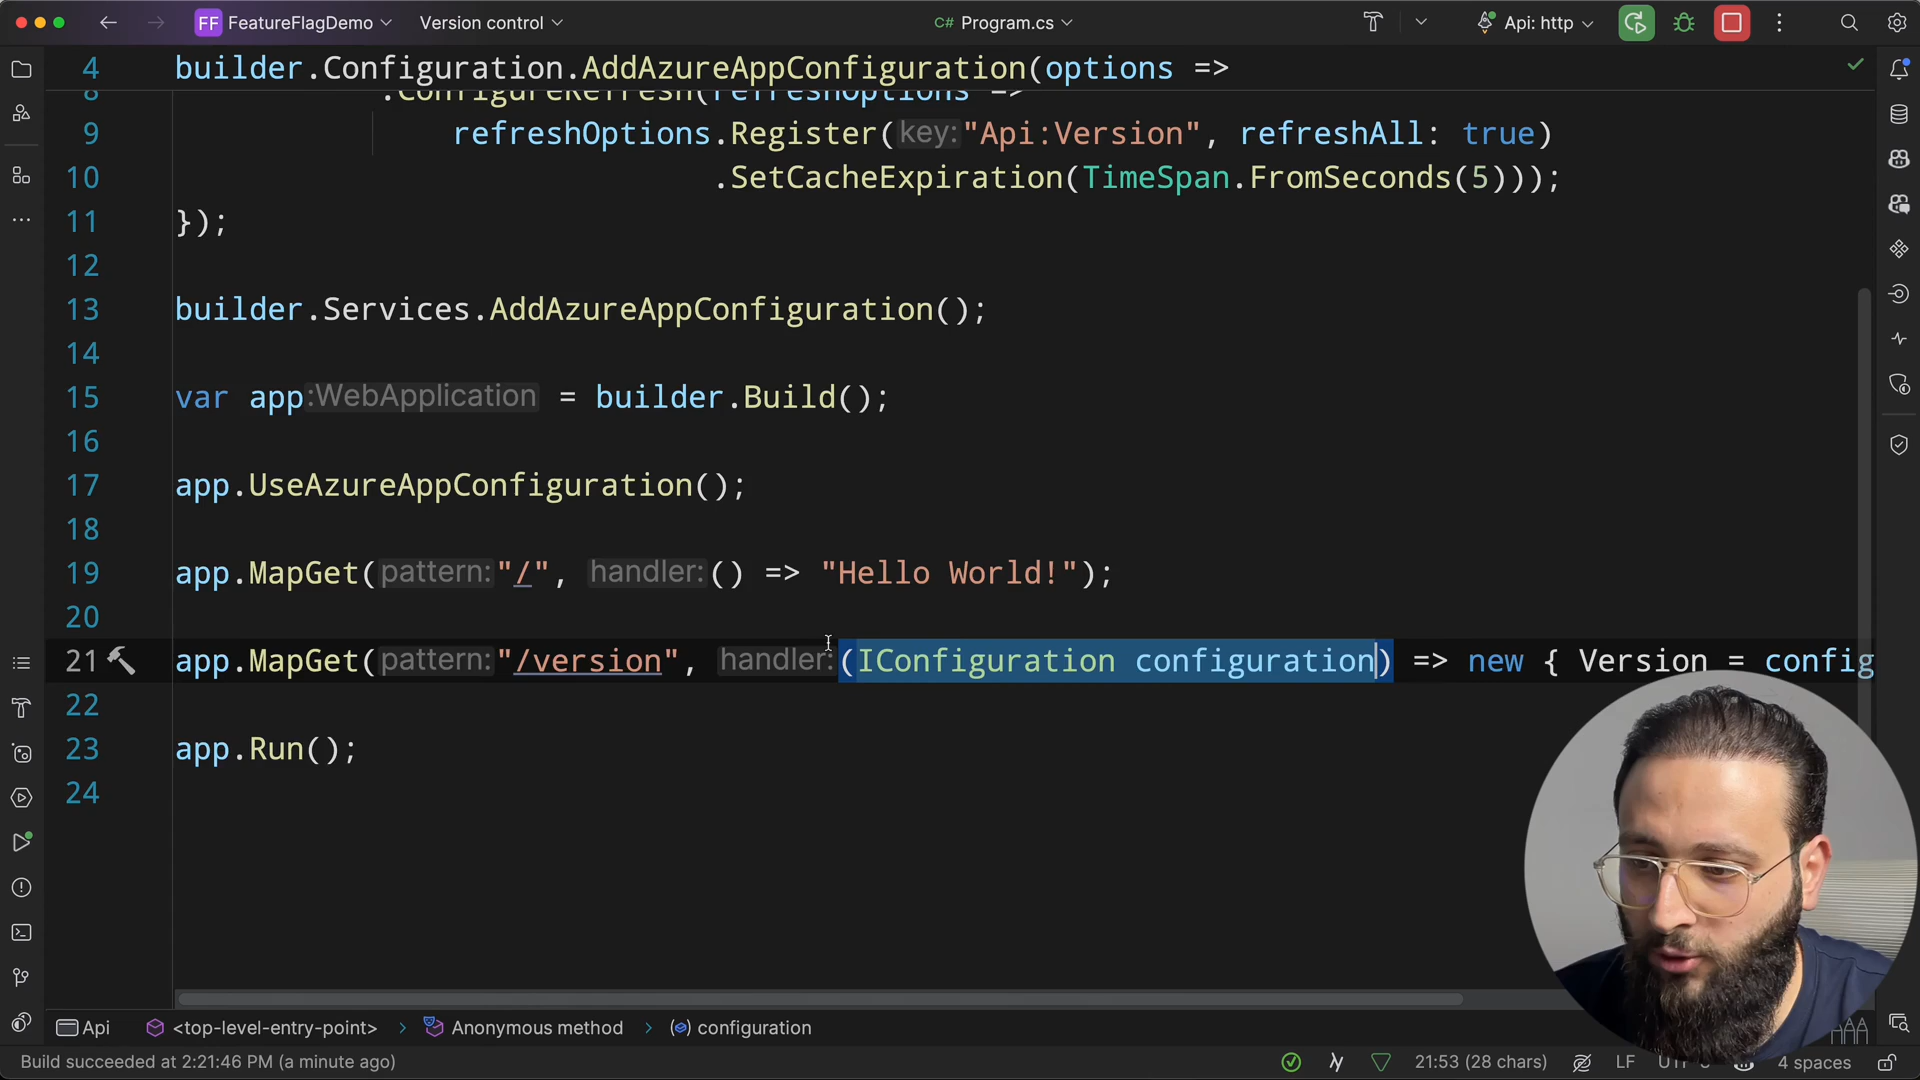 FF FeatureFlagDemo Version control C# Program.cs Api: http
4 builder.Configuration.AddAzureAppConfiguration(options =>
8 .ConfigureRefresh(refreshOptions =>
9 refreshOptions.Register(key:"Api:Version", refreshAll: true)
10 .SetCacheExpiration(TimeSpan.FromSeconds(5)));
11 });
12
13 builder.Services.AddAzureAppConfiguration();
14
15 var app:WebApplication = builder.Build();
16
17 app.UseAzureAppConfiguration();
18
19 app.MapGet(pattern:"/", handler:() => "Hello World!");
20
21 app.MapGet(pattern:"/version", handler:(IConfiguration configuration) => new { Version = config
22
23 app.Run();
24
Api <top-level-entry-point> Anonymous method configuration
Build succeeded at 2:21:46 PM (a minute ago) 21:53 (28 chars) LF 4 spaces